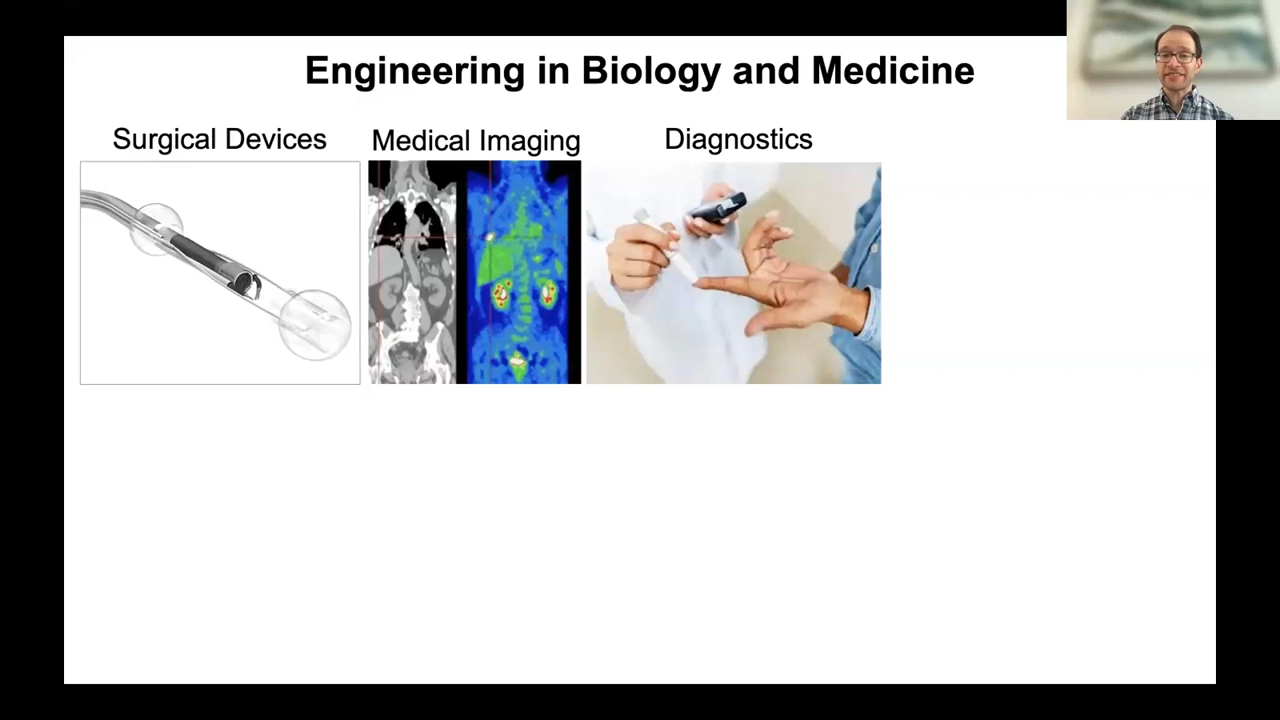 Engineering in Biology and Medicine
Surgical Devices
Medical Imaging
Diagnostics